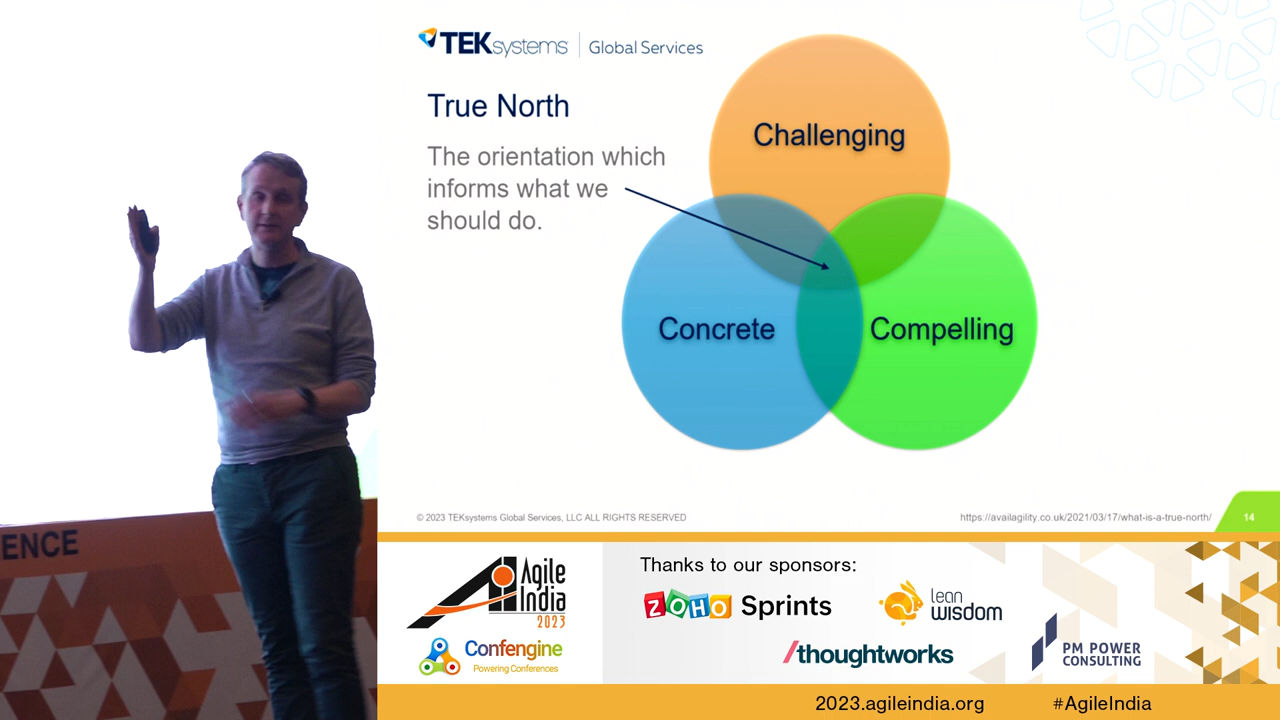 TEKsystems | Global Services
True North
The orientation which
informs what we
should do.
Challenging
Concrete
Compelling
© 2023 TEKsystems Global Services, LLC ALL RIGHTS RESERVED
https://availagility.co.uk/2021/03/17/what-is-a-true-north/
14
ENCE
Agile
India
2023
Confengine
Powering Conferences
Thanks to our sponsors:
ZOHO Sprints
lean
wisdom
/thoughtworks
PM POWER
CONSULTING
2023.agileindia.org
#AgileIndia